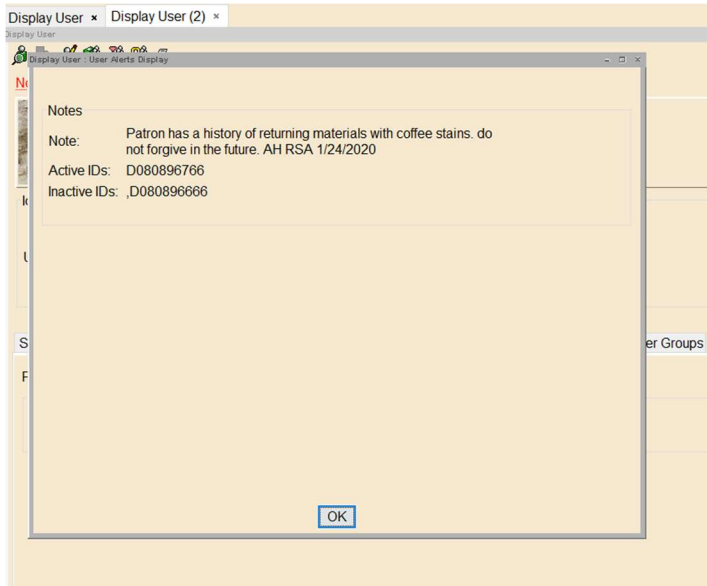 Display User ×
Display User (2) ×
Display User
Display User : User Alerts Display
Notes
Note:
Patron has a history of returning materials with coffee stains. do
not forgive in the future. AH RSA 1/24/2020
Active IDs: D080896766
Inactive IDs: ,D080896666
er Groups
OK